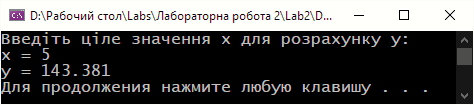 D:\Рабочий стол\Labs\Лабораторна робота 2\Lab2\D...
Введіть ціле значення x для розрахунку y:
x = 5
y = 143.381
Для продолжения нажмите любую клавишу . . .